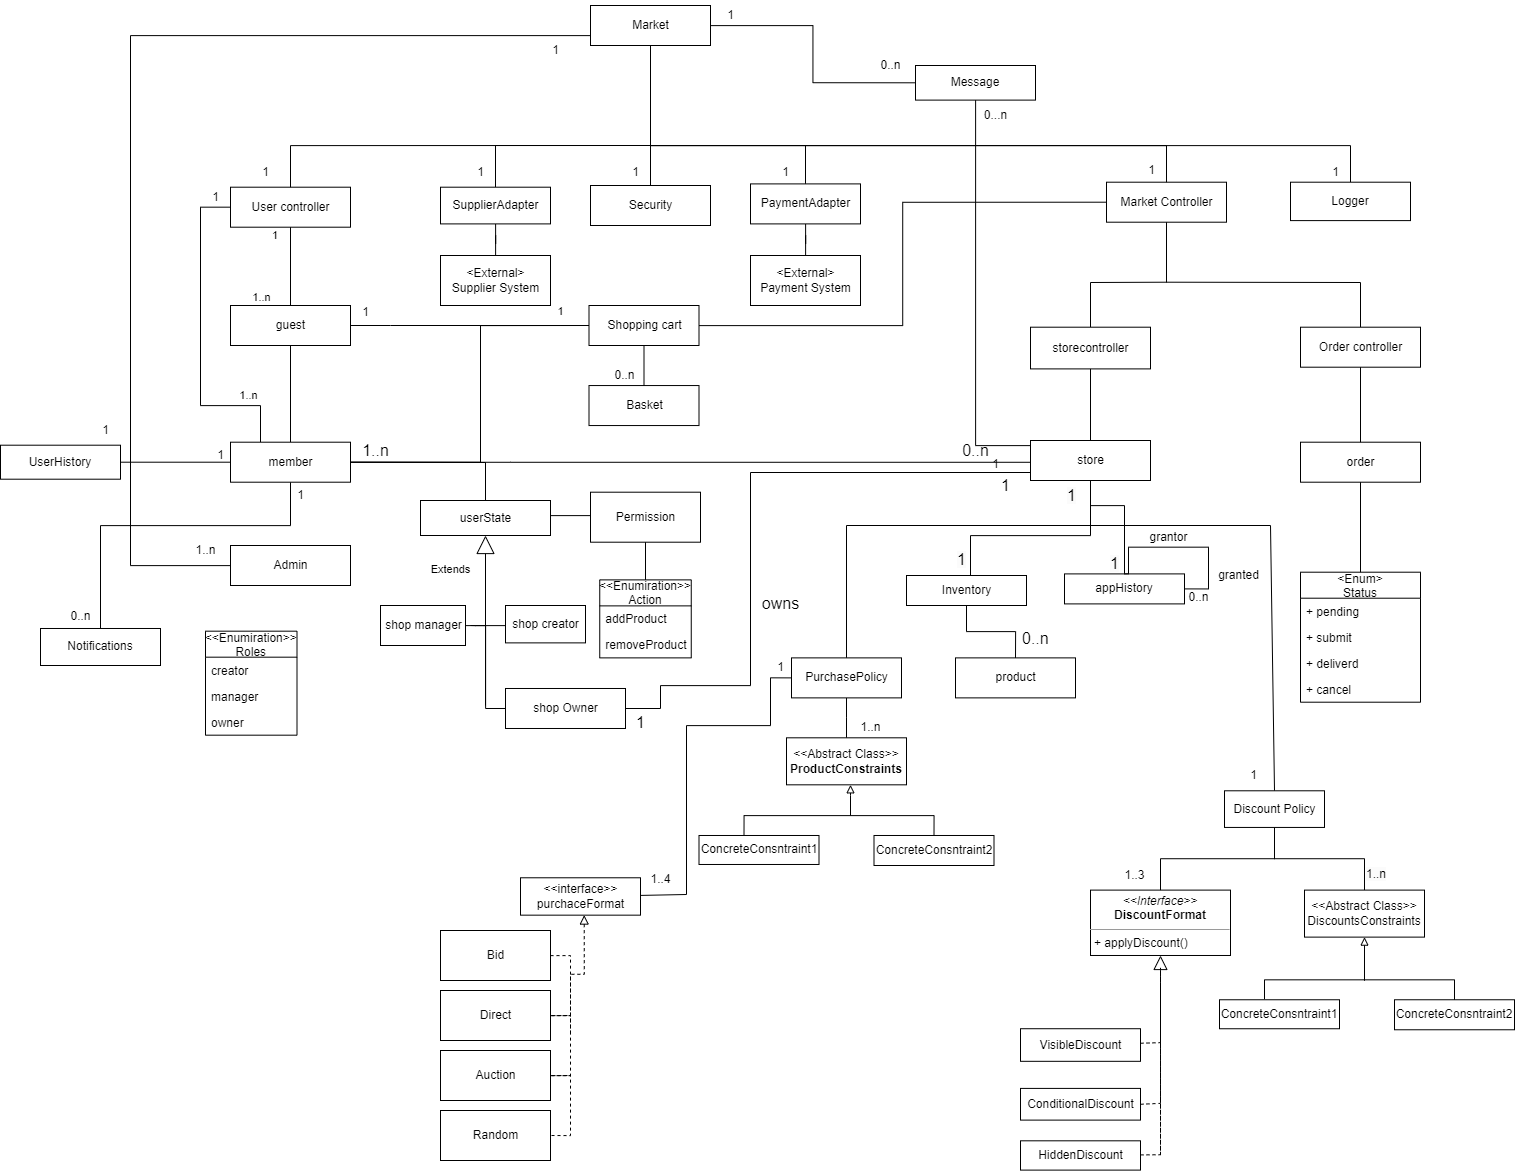 Market
1
1
0..n
Message
0...n
1
1
1
1
1
1
1
User controller
SupplierAdapter
Security
PaymentAdapter
Market Controller
Logger
1
<External>
Supplier System
<External>
Payment System
1..n
guest
1
1
Shopping cart
storecontroller
Order controller
0..n
Basket
1..n
1
UserHistory
1
member
1..n
0..n
1
store
order
1
1
1
userState
Permission
Extends
grantor
granted
1..n
Admin
1
Inventory
1
appHistory
0..n
<Enum>
Status
+ pending
+ submit
+ deliverd
+ cancel
<<Enumiration>>
Action
addProduct
removeProduct
owns
0..n
Notifications
shop manager
shop creator
<<Enumiration>>
Roles
creator
manager
owner
0..n
product
1
PurchasePolicy
shop Owner
1
1..n
<<Abstract Class>>
ProductConstraints
1
Discount Policy
ConcreteConsntraint1
ConcreteConsntraint2
1..4
<<interface>>
purchaceFormat
1..3
1..n
<<Interface>>
DiscountFormat
+ applyDiscount()
<<Abstract Class>>
DiscountsConstraints
Bid
Direct
Auction
Random
ConcreteConsntraint1
ConcreteConsntraint2
VisibleDiscount
ConditionalDiscount
HiddenDiscount